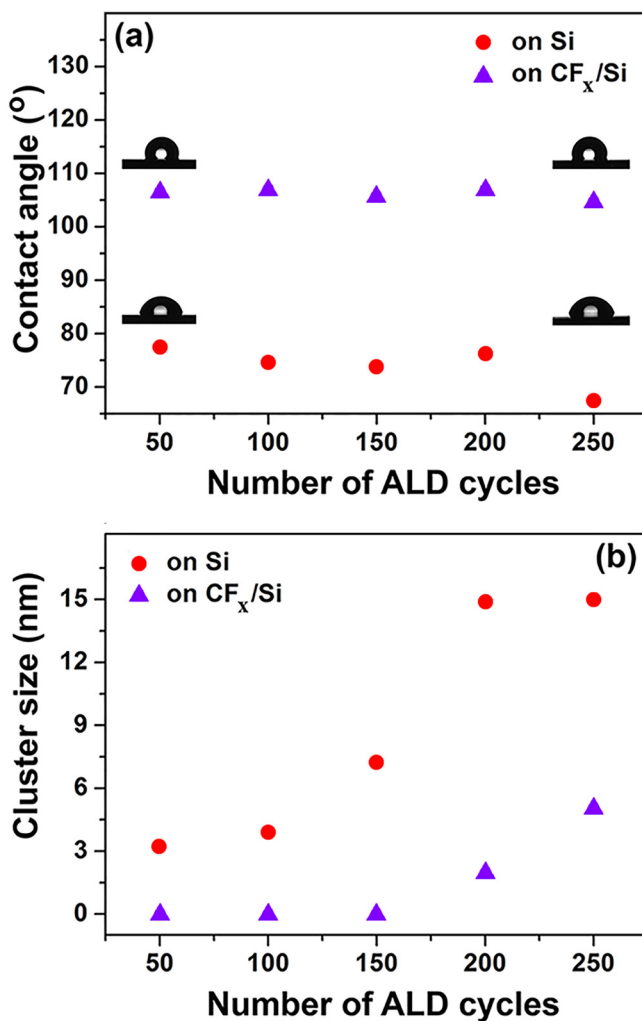 (a)
on Si
on CFx/Si
Contact angle (o)
130
120
110
100
90
80
70
50 100 150 200 250
Number of ALD cycles
(b)
on Si
on CFx/Si
Cluster size (nm)
15
12
9
6
3
0
50 100 150 200 250
Number of ALD cycles